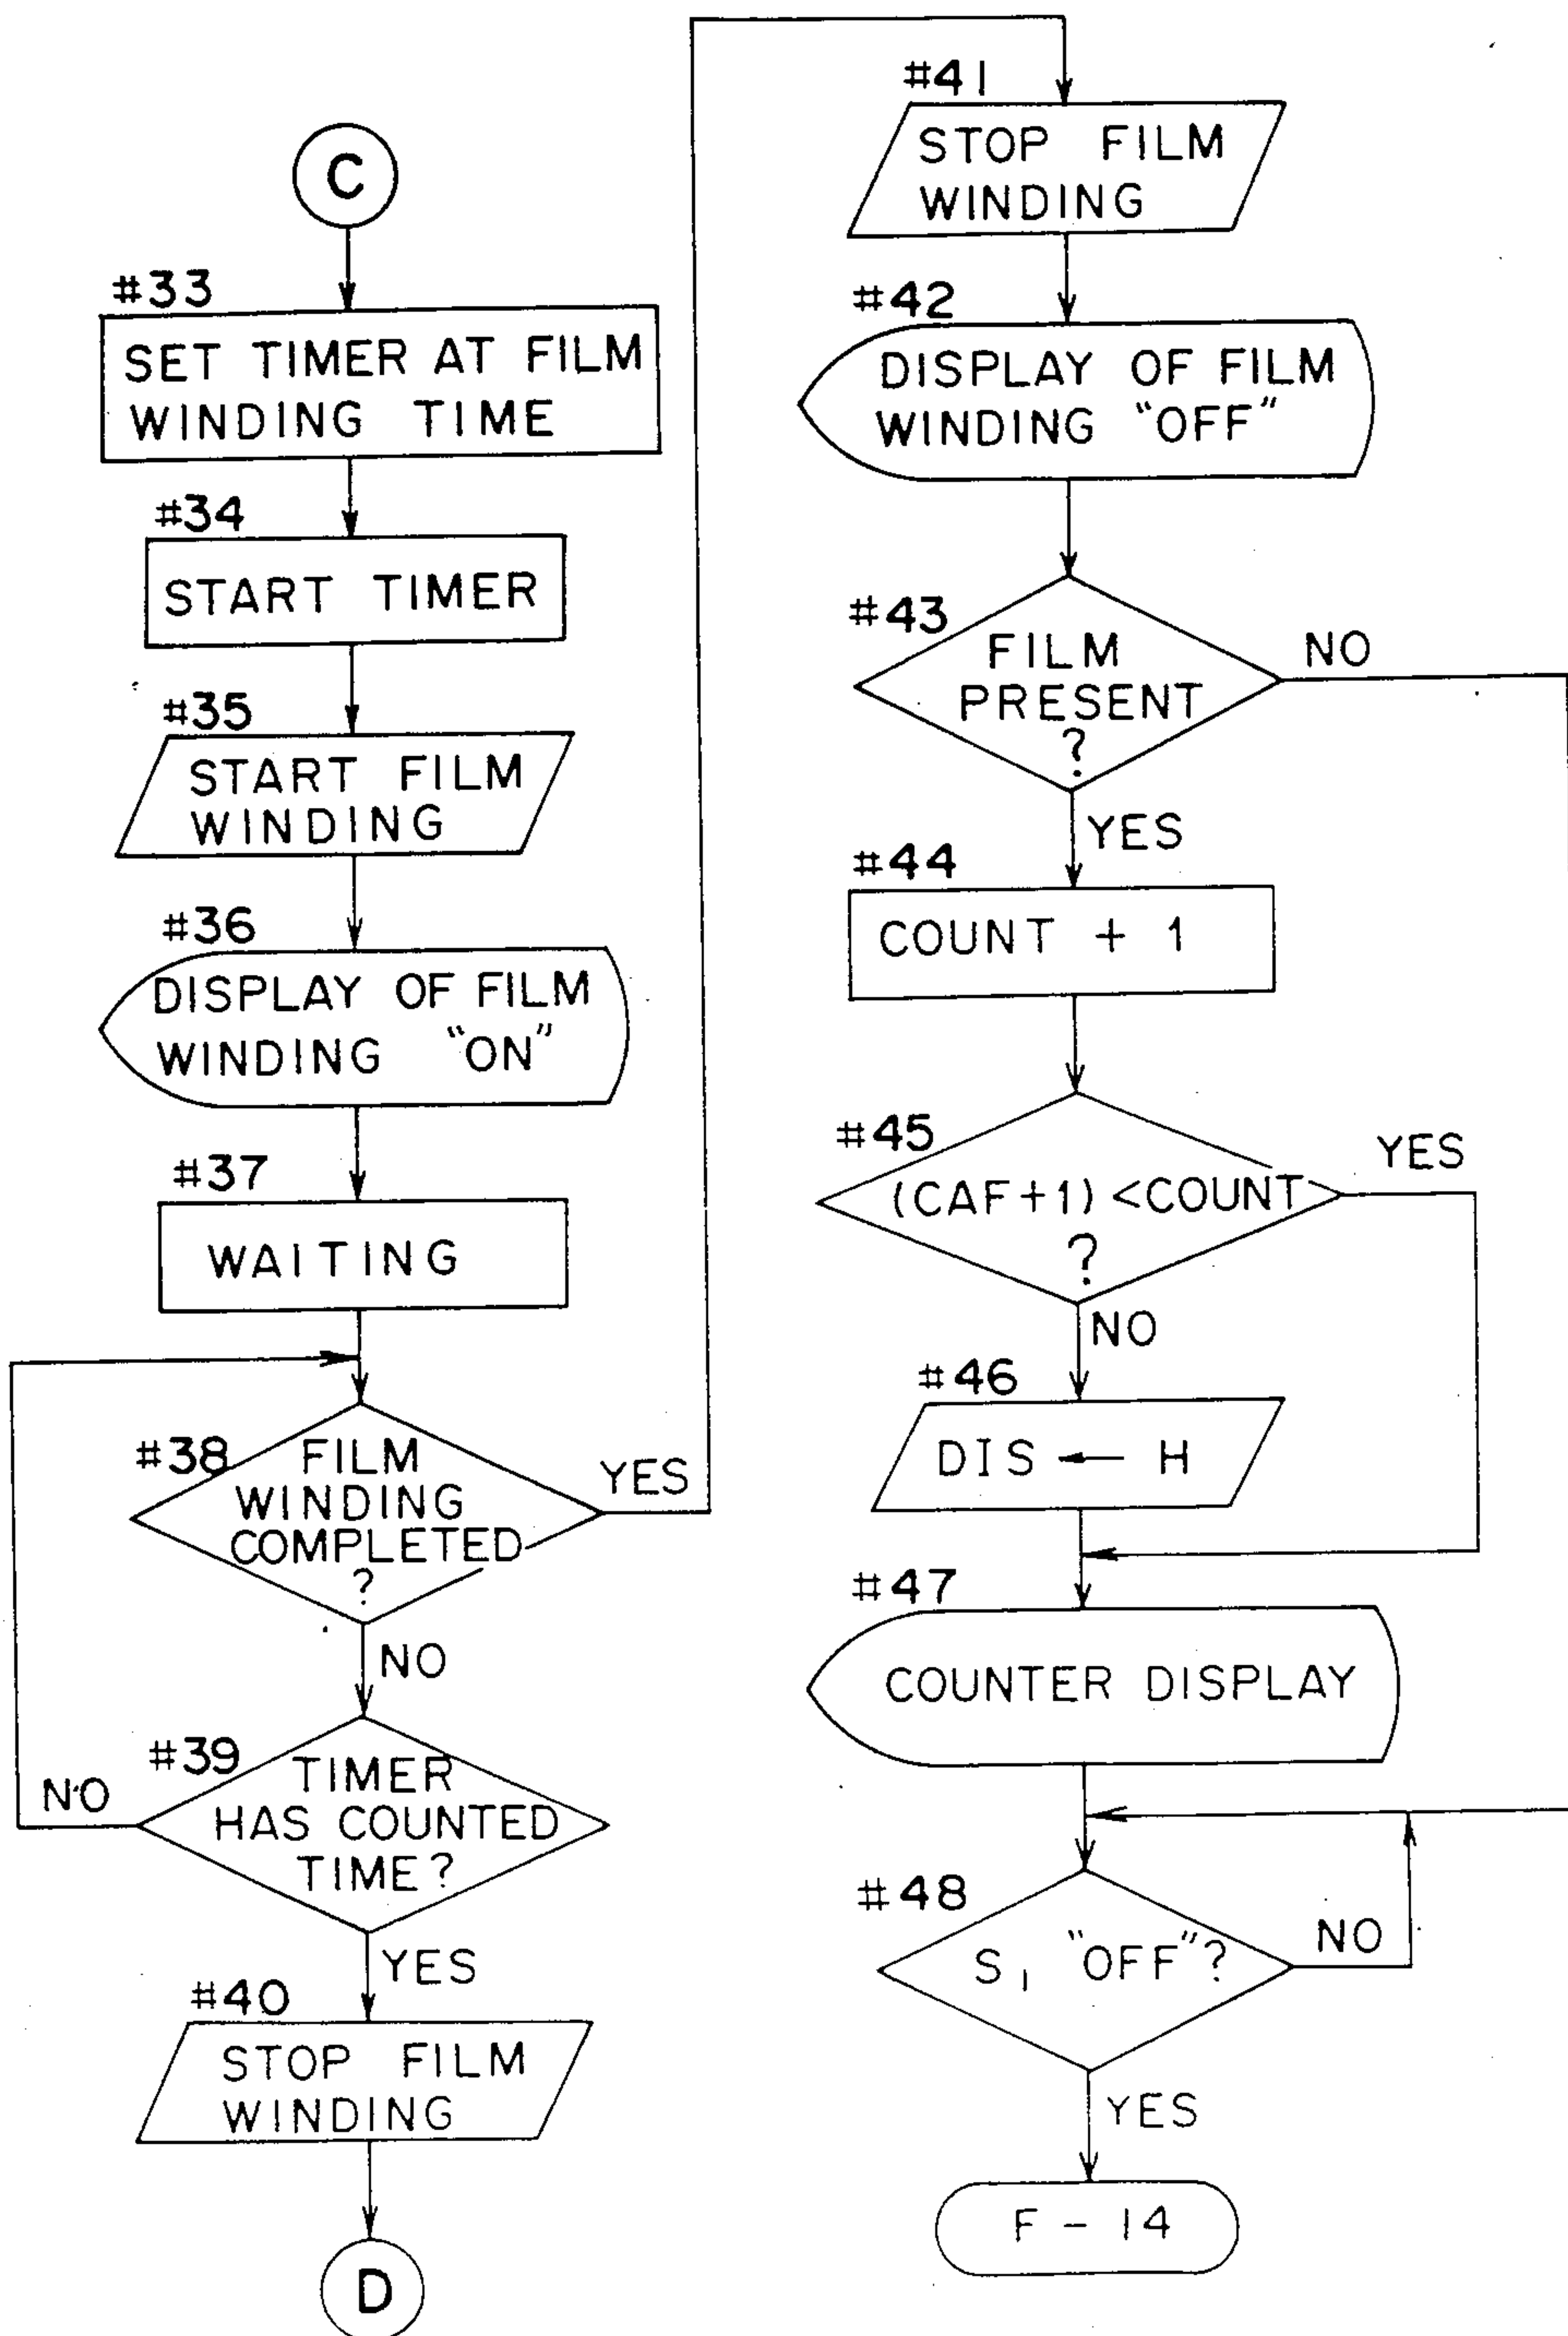 C
#33
SET TIMER AT FILM
WINDING TIME
#34
START TIMER
#35
START FILM
WINDING
#36
DISPLAY OF FILM
WINDING "ON"
#37
WAITING
#38
FILM
WINDING
COMPLETED
?
YES
NO
#39
TIMER
HAS COUNTED
TIME?
NO
YES
#40
STOP FILM
WINDING
D
#41
STOP FILM
WINDING
#42
DISPLAY OF FILM
WINDING "OFF"
#43
FILM
PRESENT
?
NO
YES
#44
COUNT + 1
#45
(CAF+1) <COUNT
?
YES
NO
#46
DIS ← H
#47
COUNTER DISPLAY
#48
S₁ "OFF"?
NO
YES
F - 14